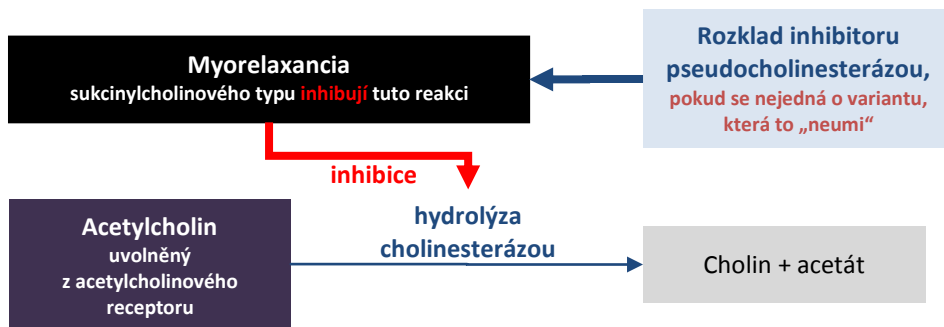 Myorelaxancia
sukcinylcholinového typu inhibují tuto reakci
Rozklad inhibitoru
pseudocholinesterázou,
pokud se nejedná o variantu,
která to „neumi“
inhibice
Acetylcholin
uvolněný
z acetylcholinového
receptoru
hydrolýza
cholinesterázou
Cholin + acetát